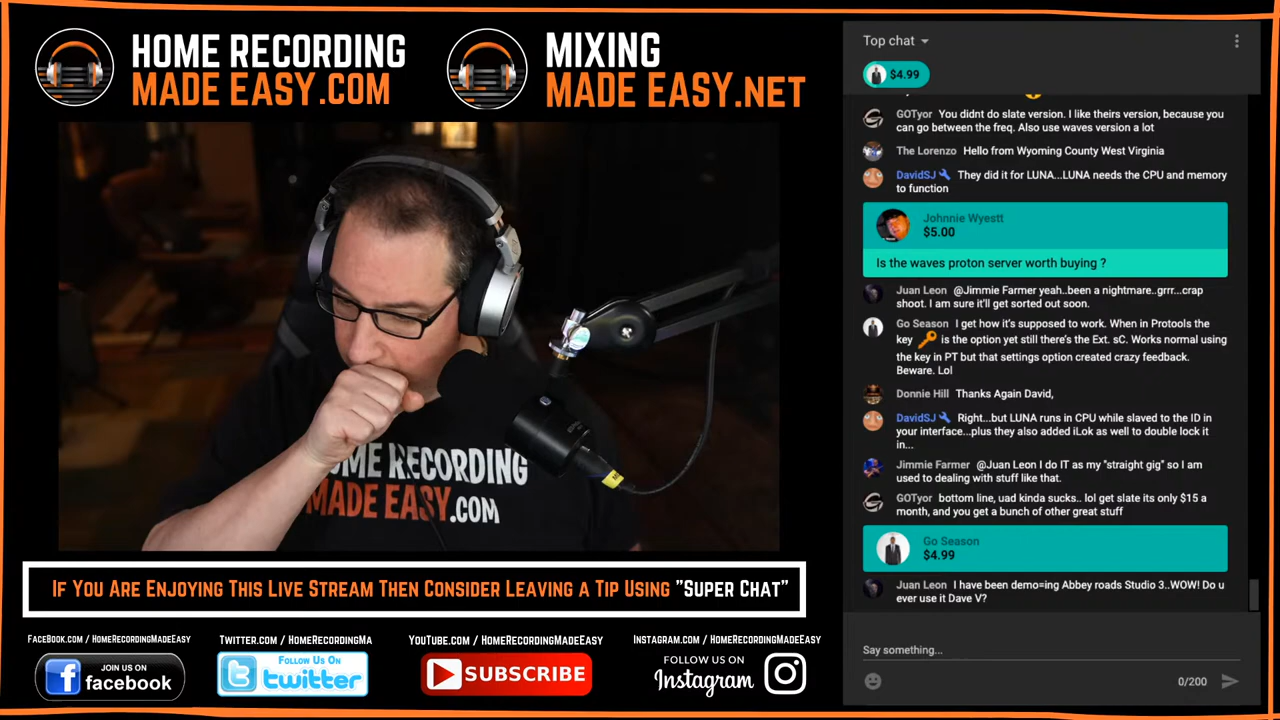 HOME RECORDING
MADE EASY.COM
MIXING
MADE EASY.NET
HOME RECORDING
MADE EASY.COM
IF YOU ARE ENJOYING THIS LIVE STREAM THEN CONSIDER LEAVING A TIP USING "SUPER CHAT"
FACEBOOK.COM / HOMERECORDINGMADEEASY
TWITTER.COM / HOMERECORDINGMA
YOUTUBE.COM / HOMERECORDINGMADEEASY
INSTAGRAM.COM / HOMERECORDINGMADEEASY
JOIN US ON
facebook
FOLLOW US ON
twitter
SUBSCRIBE
FOLLOW US ON
Instagram
Top chat
$4.99
GOTyor You didnt do slate version. I like theirs version, because you
can go between the freq. Also use waves version a lot
The Lorenzo Hello from Wyoming County West Virginia
DavidSJ They did it for LUNA...LUNA needs the CPU and memory
to function
Johnnie Wyestt
$5.00
Is the waves proton server worth buying ?
Juan Leon @Jimmie Farmer yeah..been a nightmare..grrr...crap
shoot. I am sure it'll get sorted out soon.
Go Season I get how it's supposed to work. When in Protools the
key is the option yet still there's the Ext. sC. Works normal using
the key in PT but that settings option created crazy feedback.
Beware. Lol
Donnie Hill Thanks Again David,
DavidSJ Right...but LUNA runs in CPU while slaved to the ID in
your interface...plus they also added iLok as well to double lock it
in...
Jimmie Farmer @Juan Leon I do IT as my "straight gig" so I am
used to dealing with stuff like that.
GOTyor bottom line, uad kinda sucks.. lol get slate its only $15 a
month, and you get a bunch of other great stuff
Go Season
$4.99
Juan Leon I have been demo=ing Abbey roads Studio 3..WOW! Do u
ever use it Dave V?
Say something...
0/200